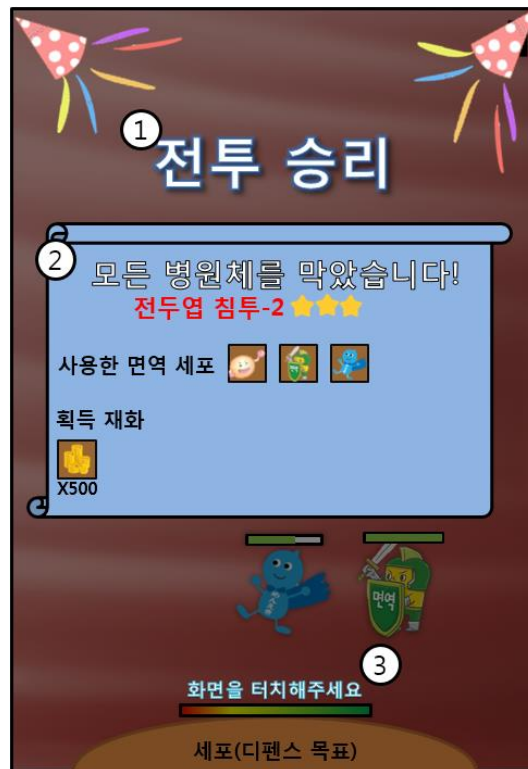 ①
전투 승리
②
모든 병원체를 막았습니다!
전두엽 침투-2
사용한 면역 세포
획득 재화
X500
면역
③
화면을 터치해주세요
세포(디펜스 목표)